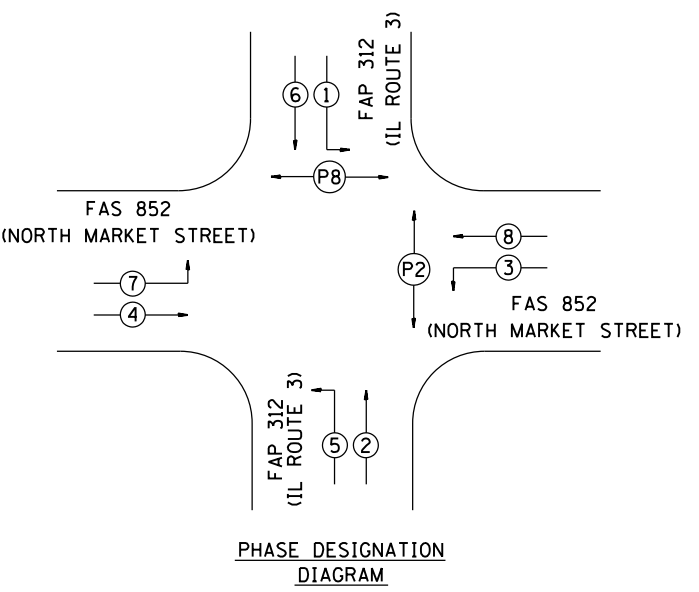 FAP 312
(IL ROUTE 3)
6
1
P8
FAS 852
(NORTH MARKET STREET)
8
7
P2
3
4
FAS 852
(NORTH MARKET STREET)
FAP 312
(IL ROUTE 3)
5
2
PHASE DESIGNATION
DIAGRAM